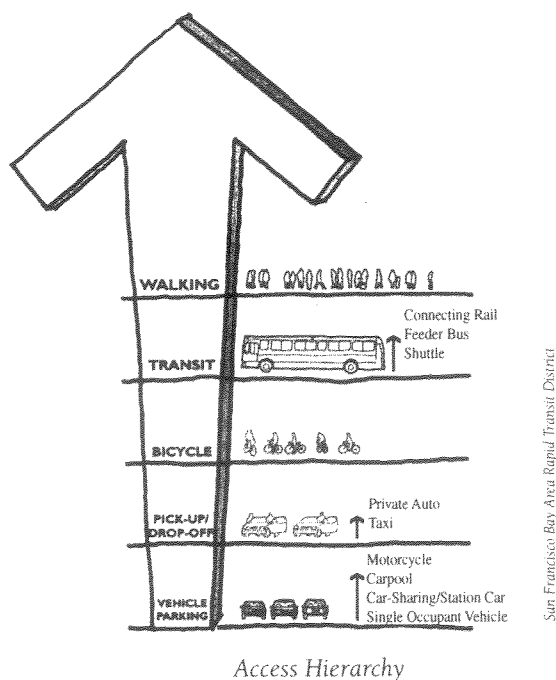 WALKING
Connecting Rail
Feeder Bus
Shuttle
TRANSIT
BICYCLE
PICK-UP/
DROP-OFF
Private Auto
Taxi
Motorcycle
Carpool
Car-Sharing/Station Car
Single Occupant Vehicle
VEHICLE
PARKING
San Francisco Bay Area Rapid Transit District
Access Hierarchy